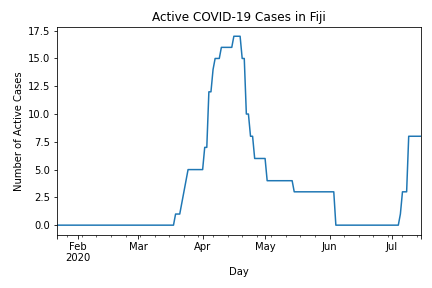 Active COVID-19 Cases in Fiji
17.5
15.0
12.5
10.0
7.5
5.0
2.5
0.0
Number of Active Cases
Feb Mar Apr May Jun Jul
2020
Day